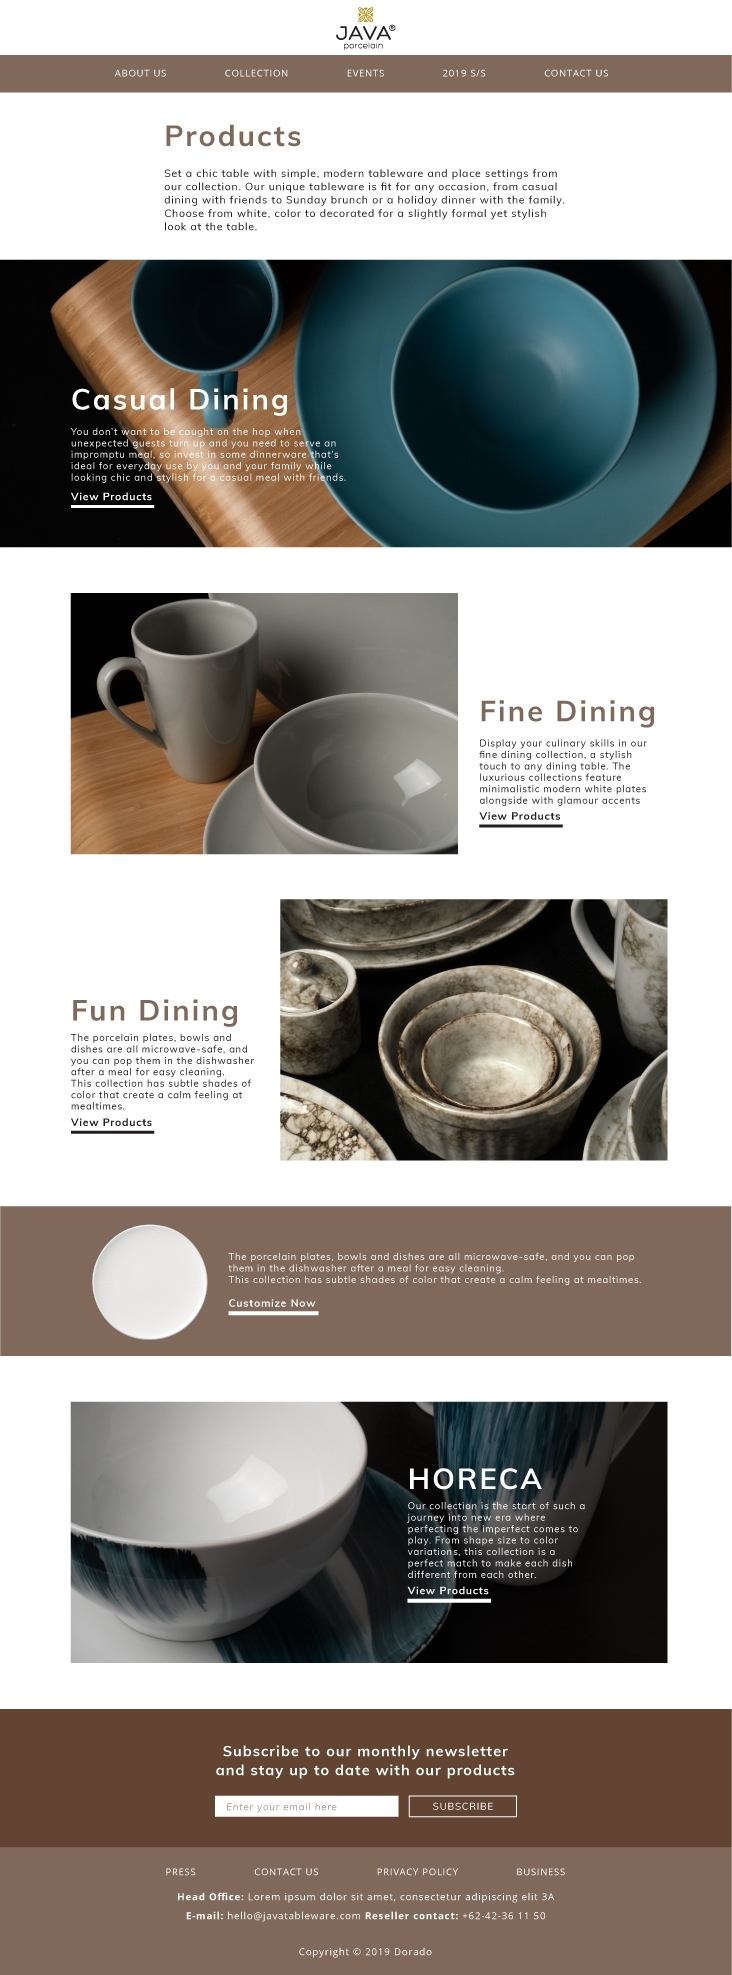 JAVA®
porcelain
ABOUT US COLLECTION EVENTS 2019 S/S CONTACT US
Products
Set a chic table with simple, modern tableware and place settings from
our collection. Our unique tableware is fit for any occasion, from casual
dining with friends to Sunday brunch or a holiday dinner with the family.
Choose from white, color to decorated for a slightly formal yet stylish
look at the table.
Casual Dining
You don't want to be caught on the hop when
unexpected guests turn up and you need to serve an
impromptu meal, so invest in some dinnerware that's
ideal for everyday use by you and your family while
looking chic and stylish for a casual meal with friends.
View Products
Fine Dining
Display your culinary skills in our
fine dining collection, a stylish
touch to any dining table. The
luxurious collections feature
minimalistic modern white plates
alongside with glamour accents
View Products
Fun Dining
The porcelain plates, bowls and
dishes are all microwave-safe, and
you can pop them in the dishwasher
after a meal for easy cleaning.
This collection has subtle shades of
color that create a calm feeling at
mealtimes.
View Products
The porcelain plates, bowls and dishes are all microwave-safe, and you can pop
them in the dishwasher after a meal for easy cleaning.
This collection has subtle shades of color that create a calm feeling at mealtimes.
Customize Now
HORECA
Our collection is the start of such a
journey into new era where
perfecting the imperfect comes to
play. From shape size to color
variations, this collection is a
perfect match to make each dish
different from each other.
View Products
Subscribe to our monthly newsletter
and stay up to date with our products
Enter your email here SUBSCRIBE
PRESS CONTACT US PRIVACY POLICY BUSINESS
Head Office: Lorem ipsum dolor sit amet, consectetur adipiscing elit 3A
E-mail: hello@javatableware.com Reseller contact: +62-42-36 11 50
Copyright © 2019 Dorado